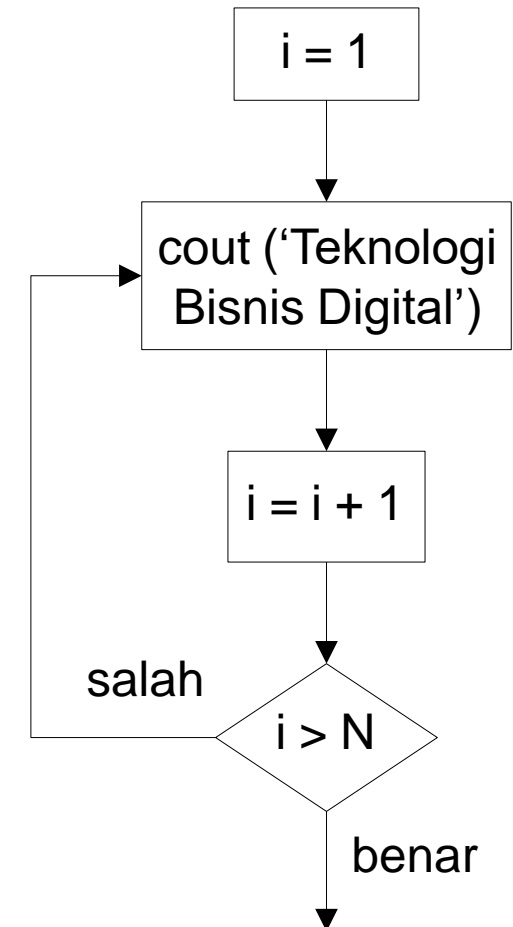 i = 1
cout (‘Teknologi
Bisnis Digital’)
i = i + 1
salah
i > N
benar